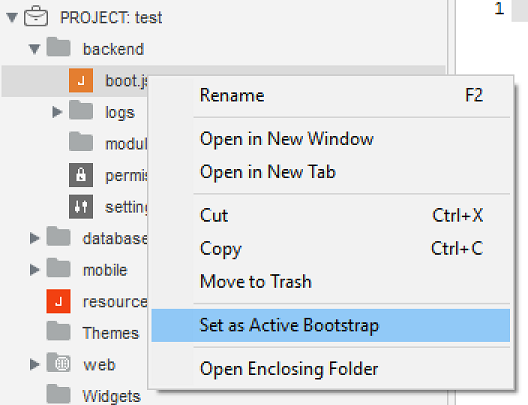 PROJECT: test
1
backend
boot.js
Rename F2
logs
Open in New Window
modul
Open in New Tab
permis
setting
Cut Ctrl+X
database
Copy Ctrl+C
mobile
Move to Trash
resource
Set as Active Bootstrap
Themes
web
Open Enclosing Folder
Widgets